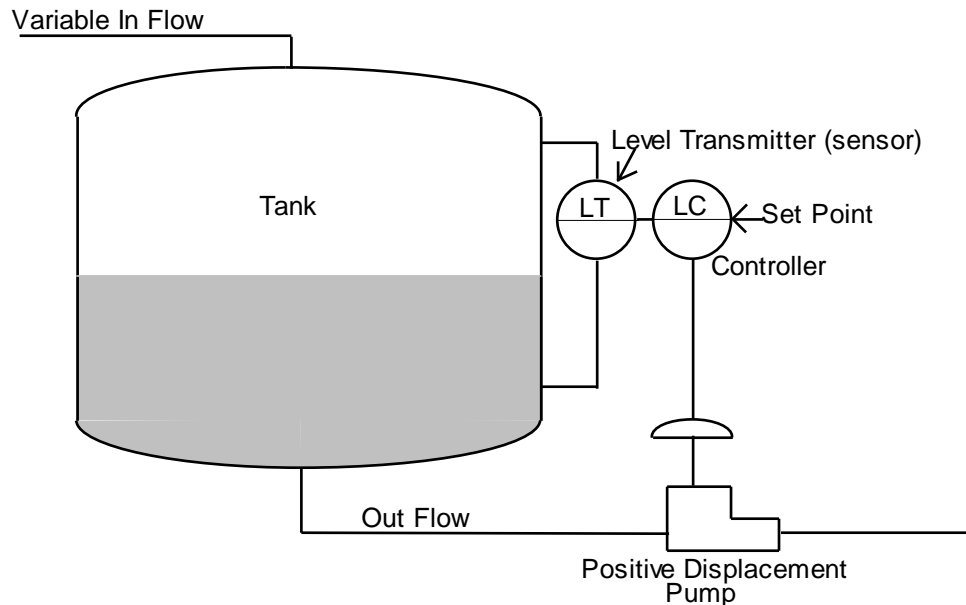 Variable In Flow
Level Transmitter (sensor)
Tank
LT
LC
Set Point
Controller
Out Flow
Positive Displacement
Pump